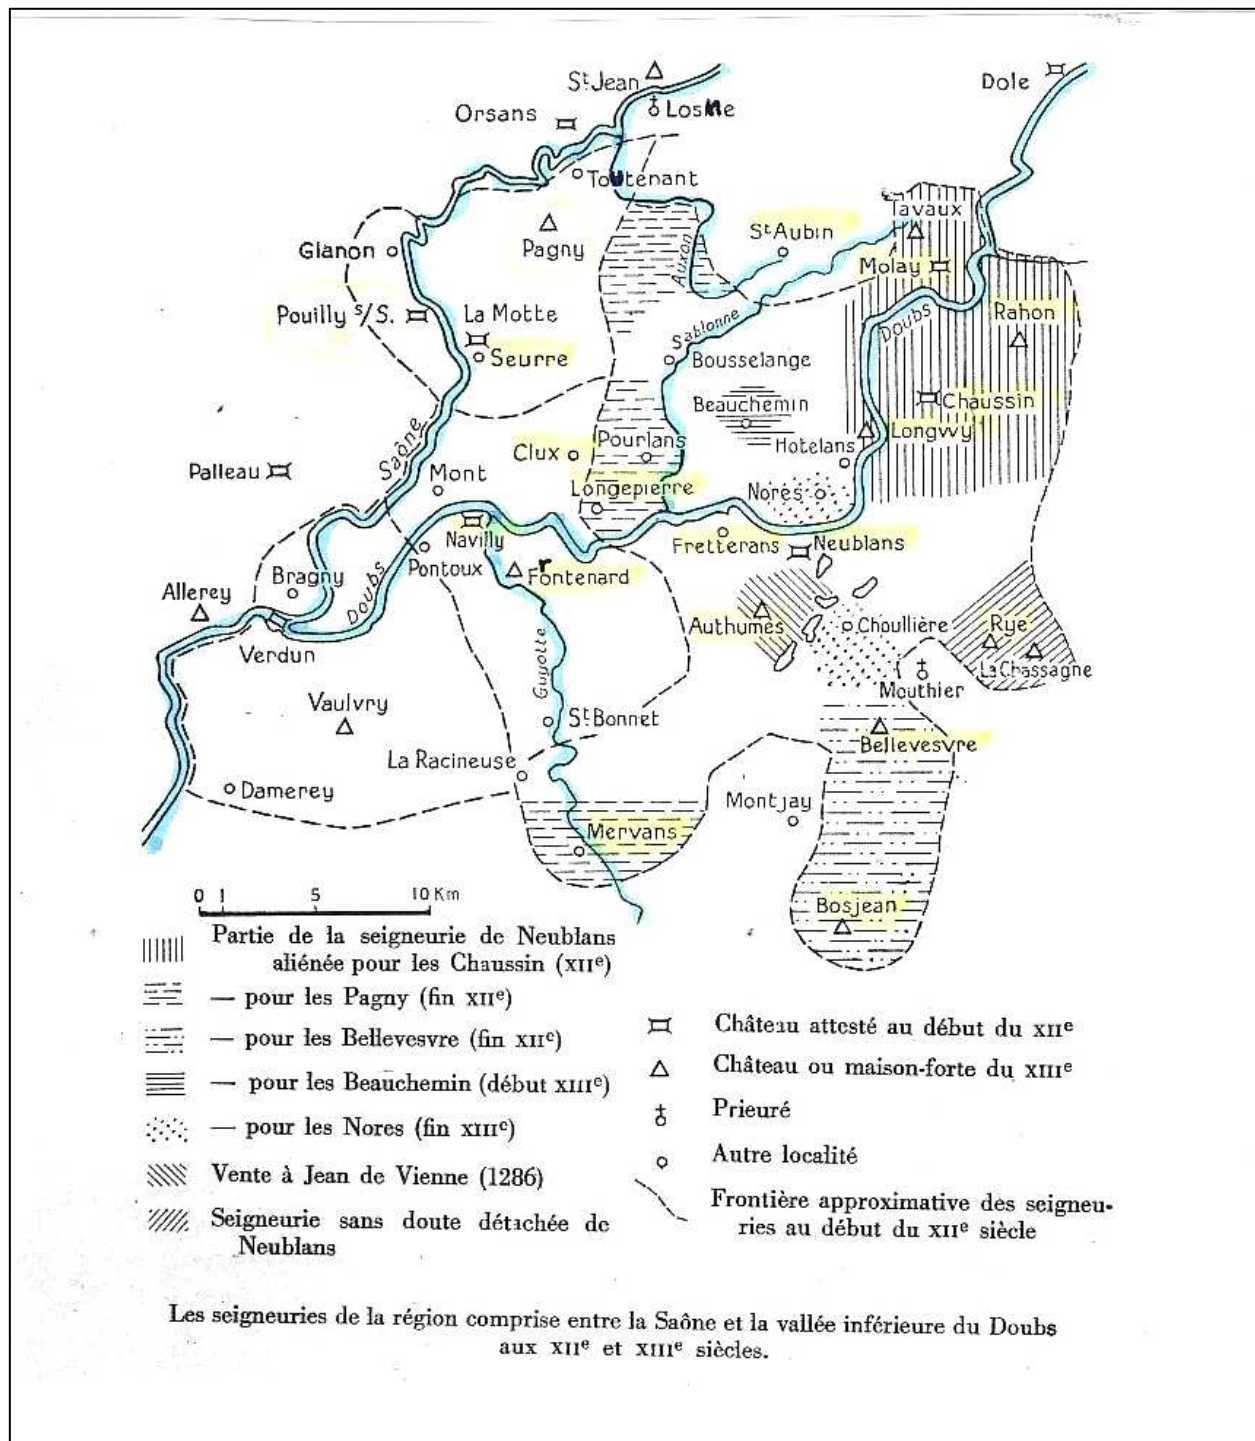 St Jean
Dole
Orsans
Losne
Toutenant
Tavaux
St Aubin
Pagny
Glanon
Auxon
Molay
Pouilly s/S.
La Motte
Sablonne
Doubs
Rahon
Seurre
Bousselange
Beauchemin
Chaussin
Saône
Clux
Pourlans
Longwy
Hotelans
Palleau
Mont
Longepierre
Nores
Navilly
Fretterans
Neublans
Pontoux
Fontenard
r
Bragny
Allerey
Doubs
Authumes
Choullière
Rye
Verdun
Guyotte
La Chassagne
Mouthier
Vaulvry
St Bonnet
Bellevesvre
La Racineuse
Damerey
Montjay
Mervans
Bosjean
0 1 5 10 Km
Partie de la seigneurie de Neublans
aliénée pour les Chaussin (XIIe)
— pour les Pagny (fin XIIe)
— pour les Bellevesvre (fin XIIe)
— pour les Beauchemin (début XIIIe)
— pour les Nores (fin XIIIe)
Vente à Jean de Vienne (1286)
Seigneurie sans doute détachée de
Neublans
Château attesté au début du XIIe
Château ou maison-forte du XIIIe
Prieuré
Autre localité
Frontière approximative des seigneu-
ries au début du XIIe siècle
Les seigneuries de la région comprise entre la Saône et la vallée inférieure du Doubs
aux XIIe et XIIIe siècles.